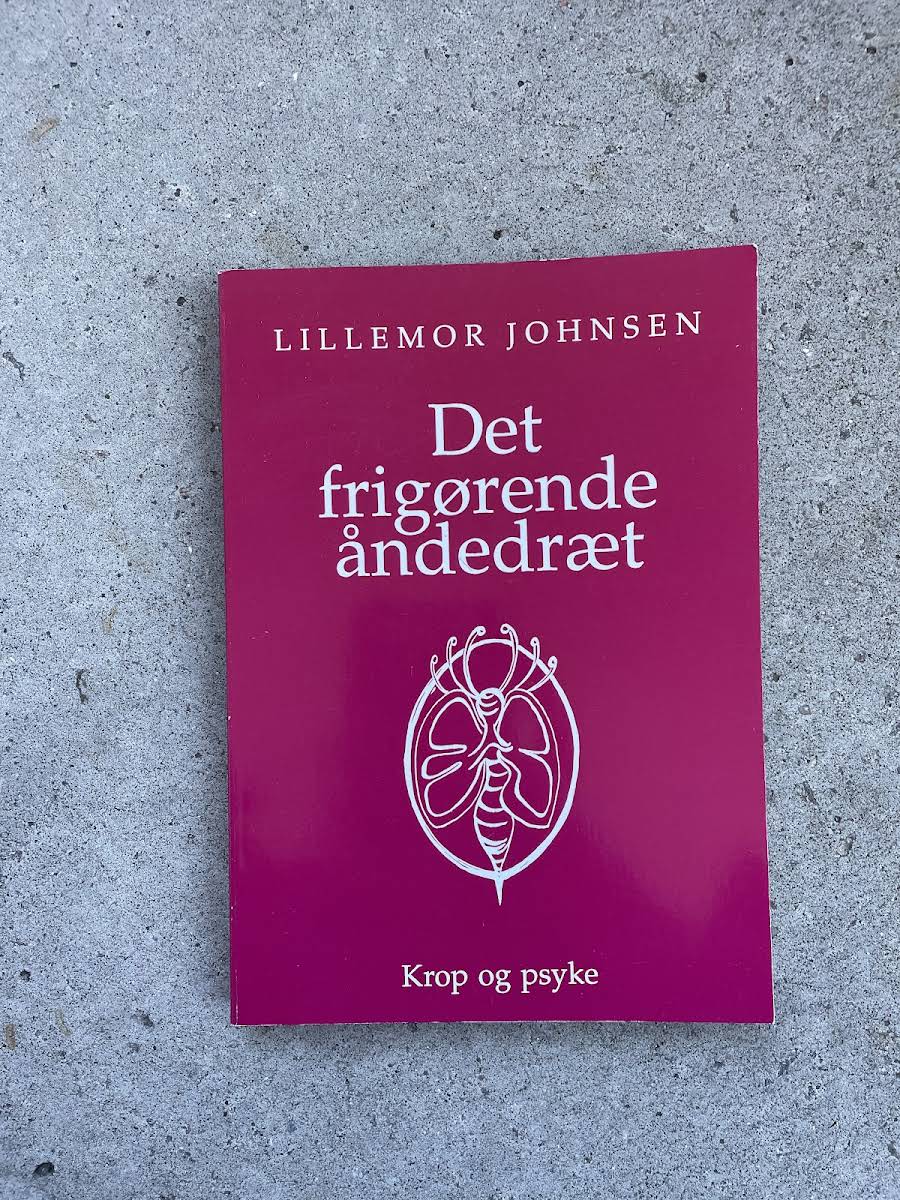 LILLEMOR JOHNSEN
Det
frigørende
åndedræt
Krop og psyke